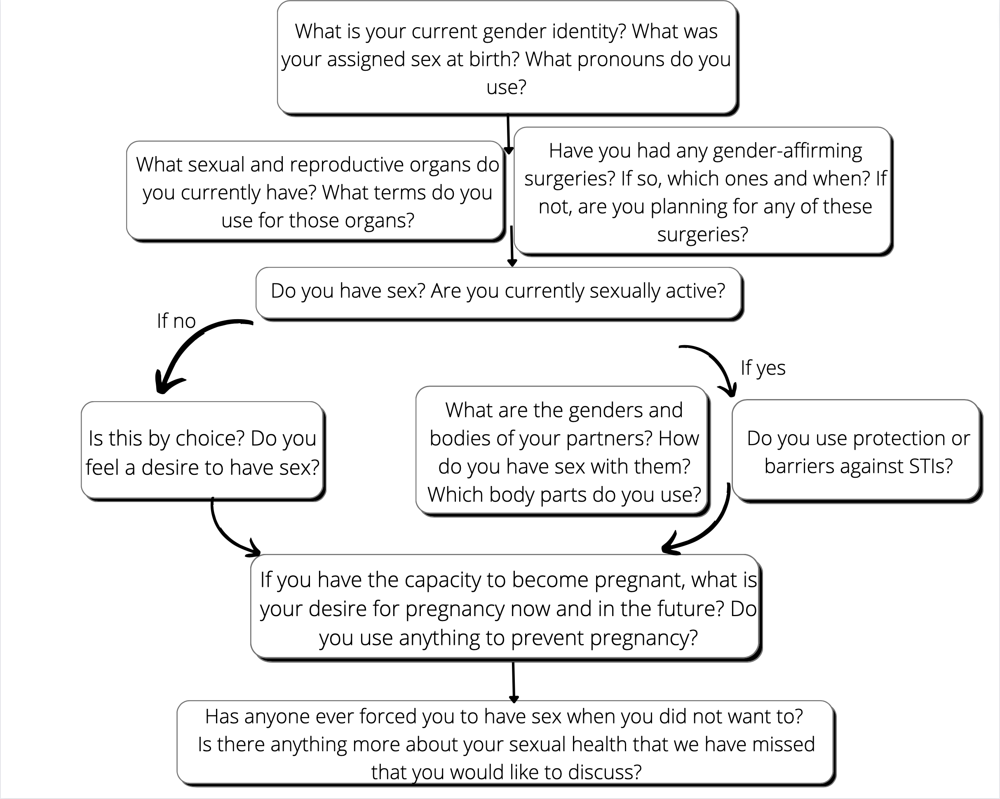 What is your current gender identity? What was
your assigned sex at birth? What pronouns do you
use?
What sexual and reproductive organs do
you currently have? What terms do you
use for those organs?
Have you had any gender-affirming
surgeries? If so, which ones and when? If
not, are you planning for any of these
surgeries?
Do you have sex? Are you currently sexually active?
If no
If yes
Is this by choice? Do you
feel a desire to have sex?
What are the genders and
bodies of your partners? How
do you have sex with them?
Which body parts do you use?
Do you use protection or
barriers against STIs?
If you have the capacity to become pregnant, what is
your desire for pregnancy now and in the future? Do
you use anything to prevent pregnancy?
Has anyone ever forced you to have sex when you did not want to?
Is there anything more about your sexual health that we have missed
that you would like to discuss?